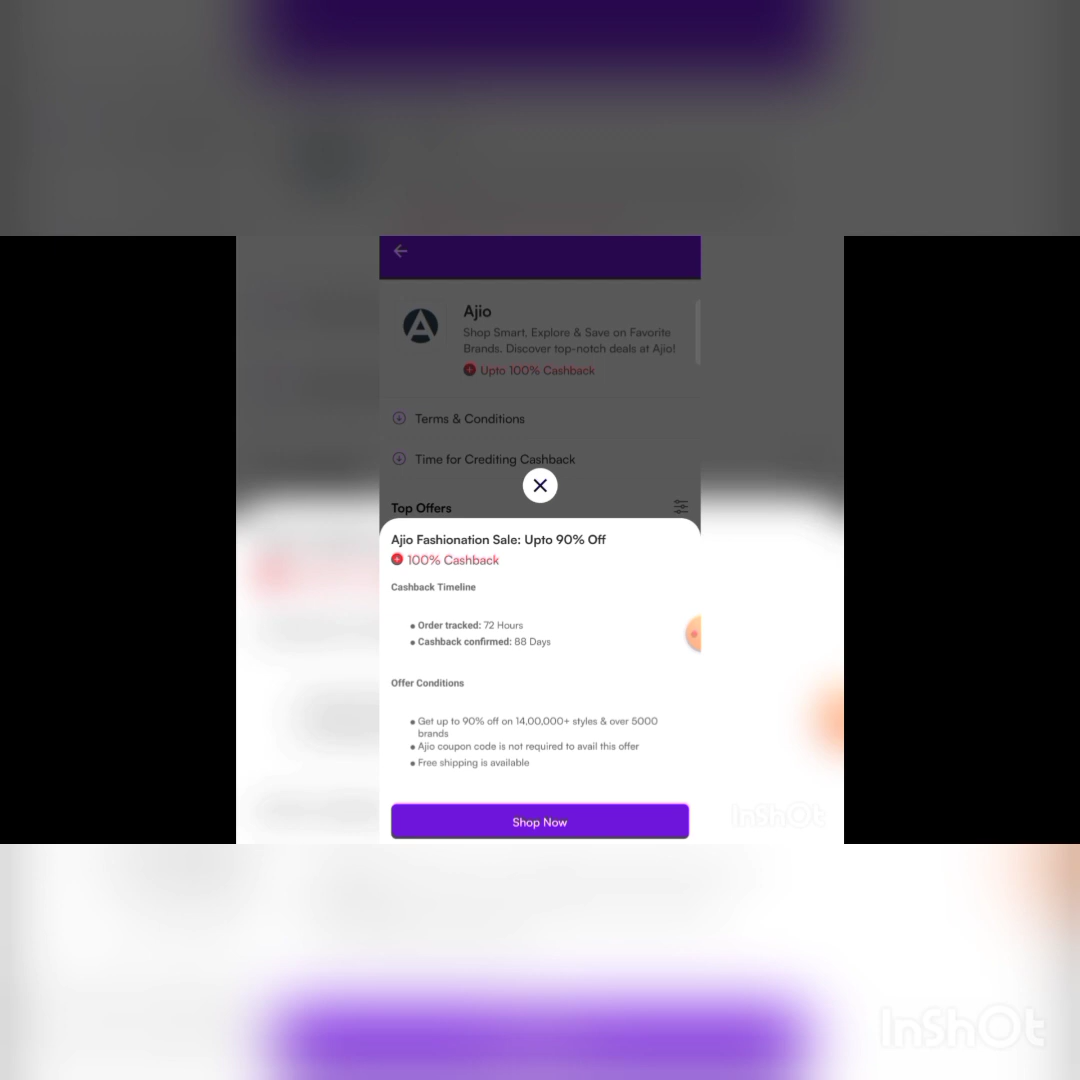 Ajio
Shop Smart, Explore & Save on Favorite
Brands. Discover top-notch deals at Ajio!
Upto 100% Cashback
Terms & Conditions
Time for Crediting Cashback
Top Offers
Ajio Fashionation Sale: Upto 90% Off
100% Cashback
Cashback Timeline
• Order tracked: 72 Hours
• Cashback confirmed: 88 Days
Offer Conditions
• Get up to 90% off on 14,00,000+ styles & over 5000
brands
• Ajio coupon code is not required to avail this offer
• Free shipping is available
Shop Now
InShOt
InShOt